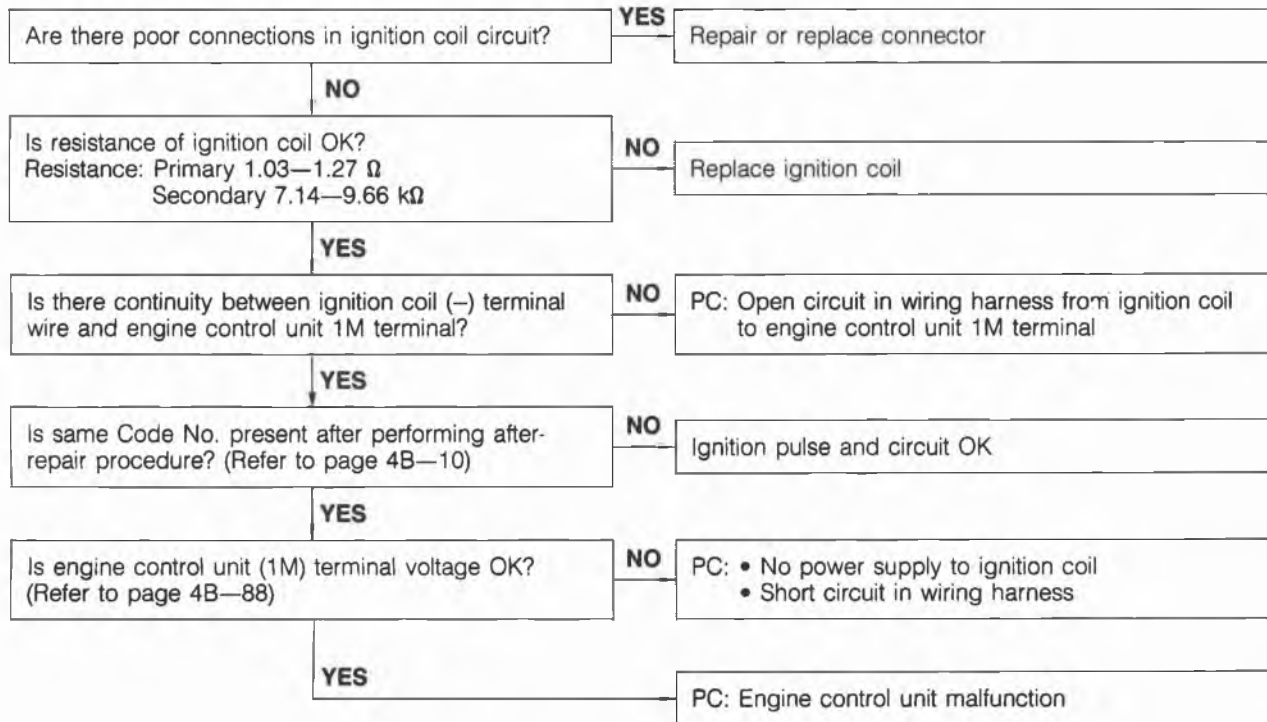 Are there poor connections in ignition coil circuit?
YES
Repair or replace connector
NO
Is resistance of ignition coil OK?
Resistance: Primary 1.03—1.27 Ω
Secondary 7.14—9.66 kΩ
NO
Replace ignition coil
YES
Is there continuity between ignition coil (–) terminal
wire and engine control unit 1M terminal?
NO
PC: Open circuit in wiring harness from ignition coil
to engine control unit 1M terminal
YES
Is same Code No. present after performing after-
repair procedure? (Refer to page 4B—10)
NO
Ignition pulse and circuit OK
YES
Is engine control unit (1M) terminal voltage OK?
(Refer to page 4B—88)
NO
PC: • No power supply to ignition coil
• Short circuit in wiring harness
YES
PC: Engine control unit malfunction